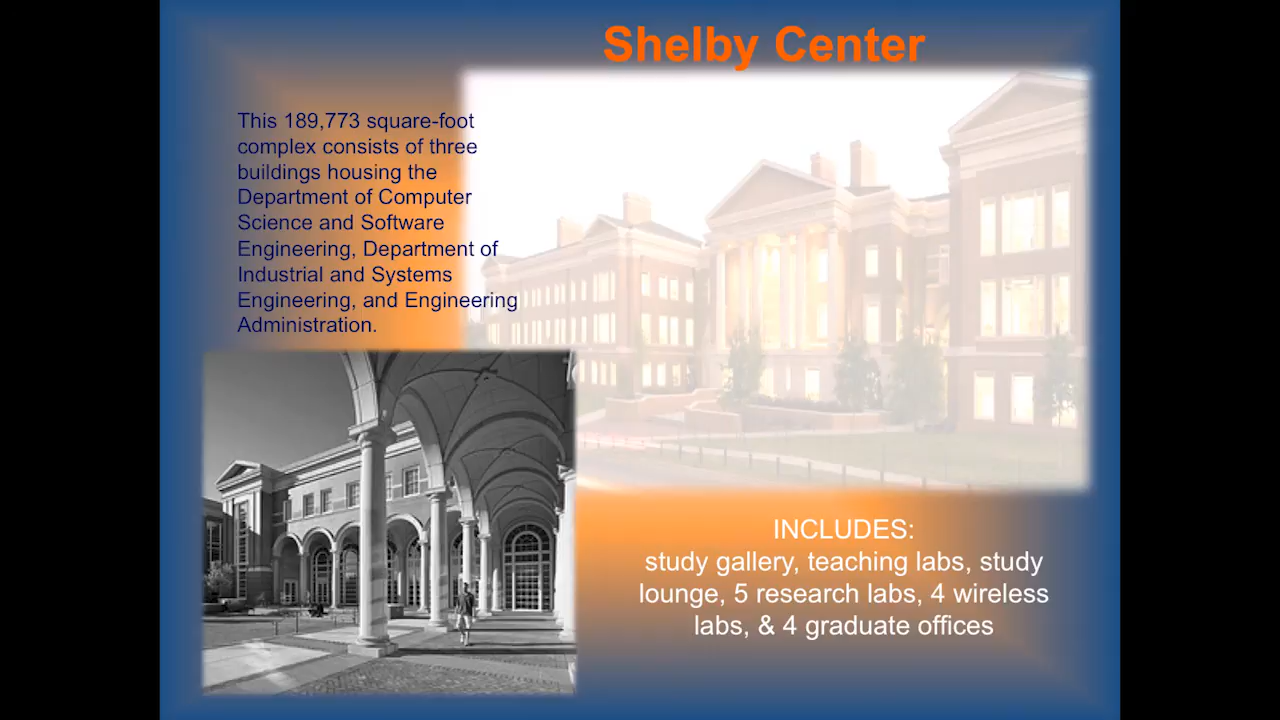 Shelby Center
This 189,773 square-foot
complex consists of three
buildings housing the
Department of Computer
Science and Software
Engineering, Department of
Industrial and Systems
Engineering, and Engineering
Administration.
INCLUDES:
study gallery, teaching labs, study
lounge, 5 research labs, 4 wireless
labs, & 4 graduate offices